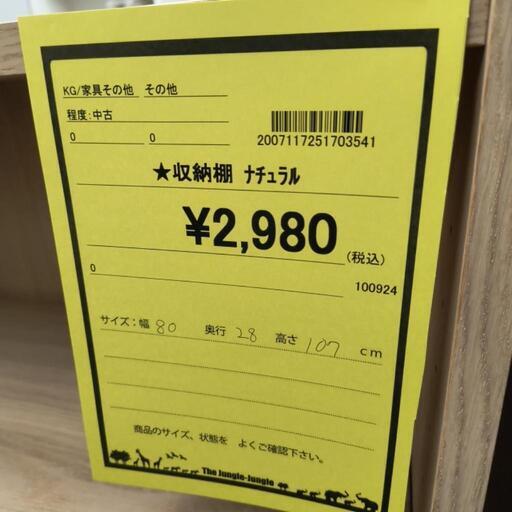 KG/家具その他 その他
程度:中古
0 0
2007117251703541
★収納棚 ナチュラル
¥2,980
(税込)
0
100924
サイズ:幅 80 奥行 28 高さ 107 cm
商品のサイズ、状態を よくご確認下さい。
The Jungle-Jungle